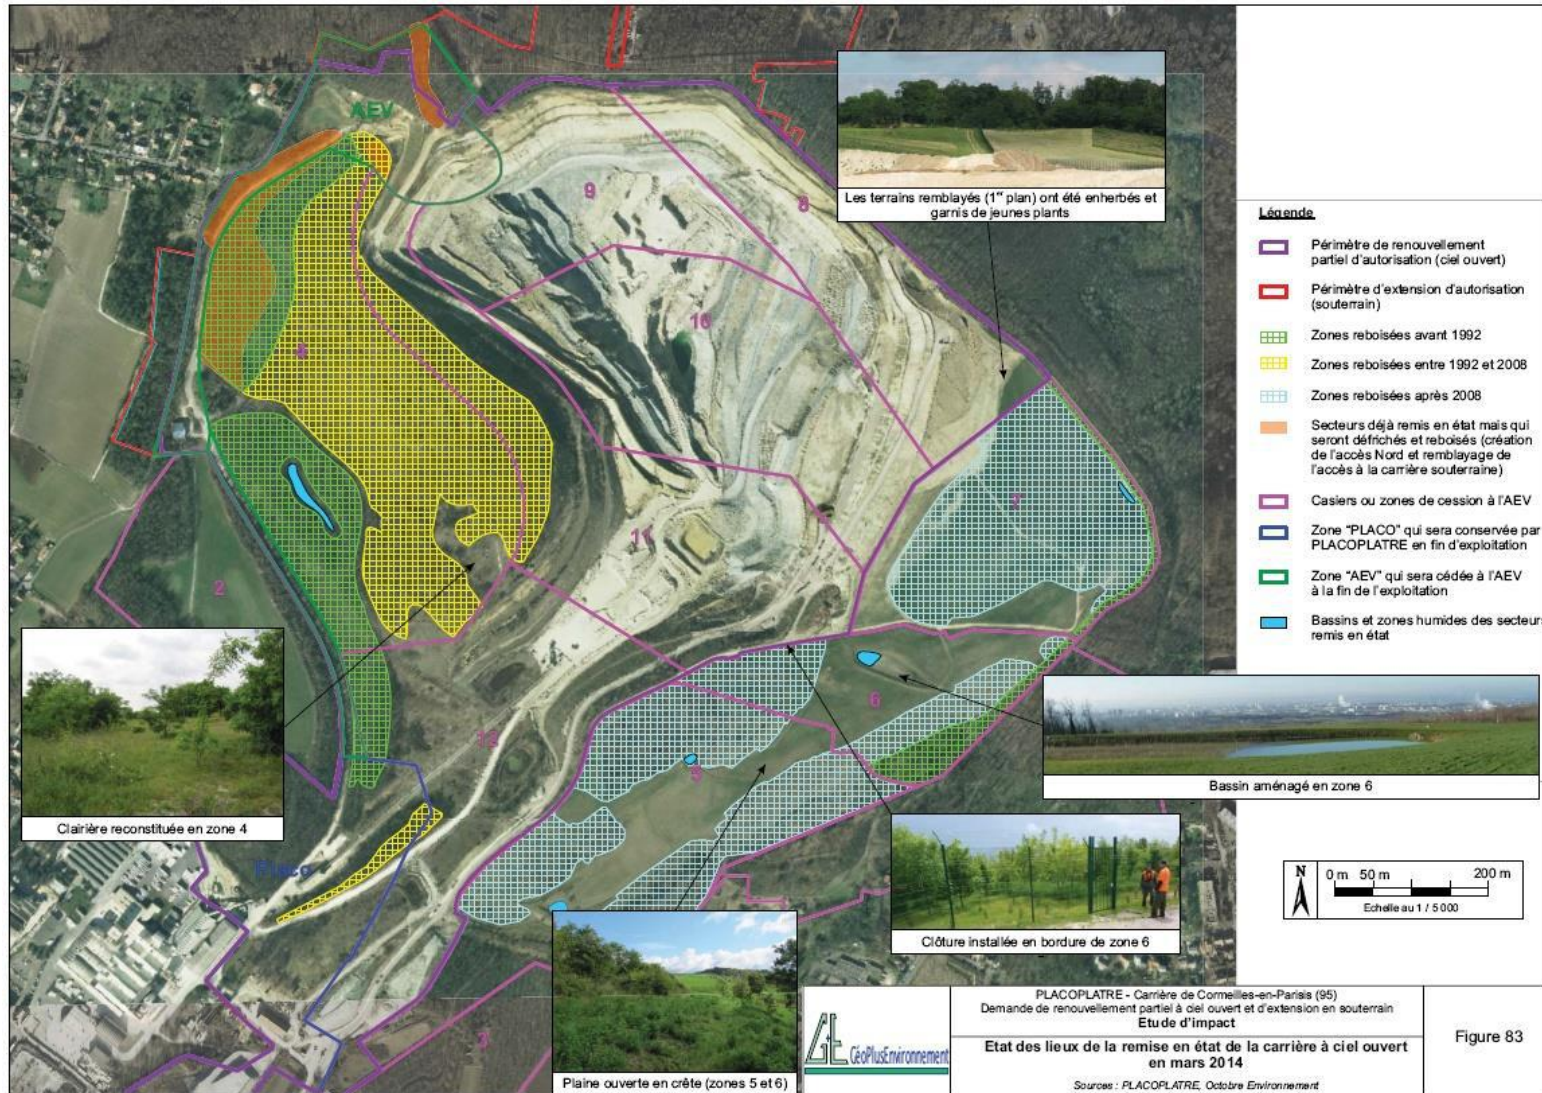 AEV
9
8
10
4
11
7
2
6
5
12
Placo
3
Les terrains remblayés (1er plan) ont été enherbés et
garnis de jeunes plants
Légende
Périmètre de renouvellement
partiel d'autorisation (ciel ouvert)
Périmètre d'extension d'autorisation
(souterrain)
Zones reboisées avant 1992
Zones reboisées entre 1992 et 2008
Zones reboisées après 2008
Secteurs déjà remis en état mais qui
seront défrichés et reboisés (création
de l'accès Nord et remblayage de
l'accès à la carrière souterraine)
Casiers ou zones de cession à l'AEV
Zone "PLACO" qui sera conservée par
PLACOPLATRE en fin d'exploitation
Zone "AEV" qui sera cédée à l'AEV
à la fin de l'exploitation
Bassins et zones humides des secteurs
remis en état
Clairière reconstituée en zone 4
Bassin aménagé en zone 6
Clôture installée en bordure de zone 6
Plaine ouverte en crête (zones 5 et 6)
N
0 m 50 m 200 m
Echelle au 1 / 5 000
GéoPlusEnvironnement
PLACOPLATRE - Carrière de Cormeilles-en-Parisis (95)
Demande de renouvellement partiel à ciel ouvert et d'extension en souterrain
Etude d'impact
Etat des lieux de la remise en état de la carrière à ciel ouvert
en mars 2014
Sources : PLACOPLATRE, Octobre Environnement
Figure 83